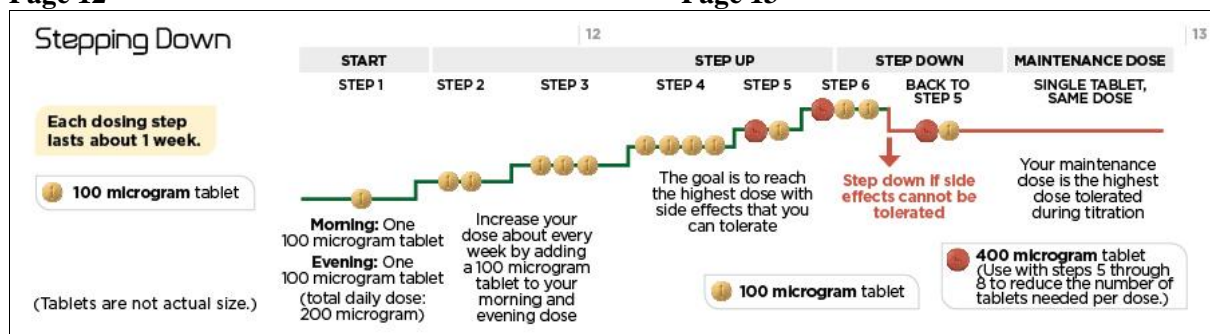 Page 12
Page 13
Stepping Down
12
13
START
STEP UP
STEP DOWN
MAINTENANCE DOSE
STEP 1
STEP 2
STEP 3
STEP 4
STEP 5
STEP 6
BACK TO
STEP 5
SINGLE TABLET,
SAME DOSE
Each dosing step
lasts about 1 week.
100 microgram tablet
Morning: One
100 microgram tablet
Evening: One
100 microgram tablet
(total daily dose:
200 microgram)
Increase your
dose about every
week by adding
a 100 microgram
tablet to your
morning and
evening dose
The goal is to reach
the highest dose with
side effects that you
can tolerate
Step down if side
effects cannot be
tolerated
Your maintenance
dose is the highest
dose tolerated
during titration
(Tablets are not actual size.)
100 microgram tablet
400 microgram tablet
(Use with steps 5 through
8 to reduce the number of
tablets needed per dose.)